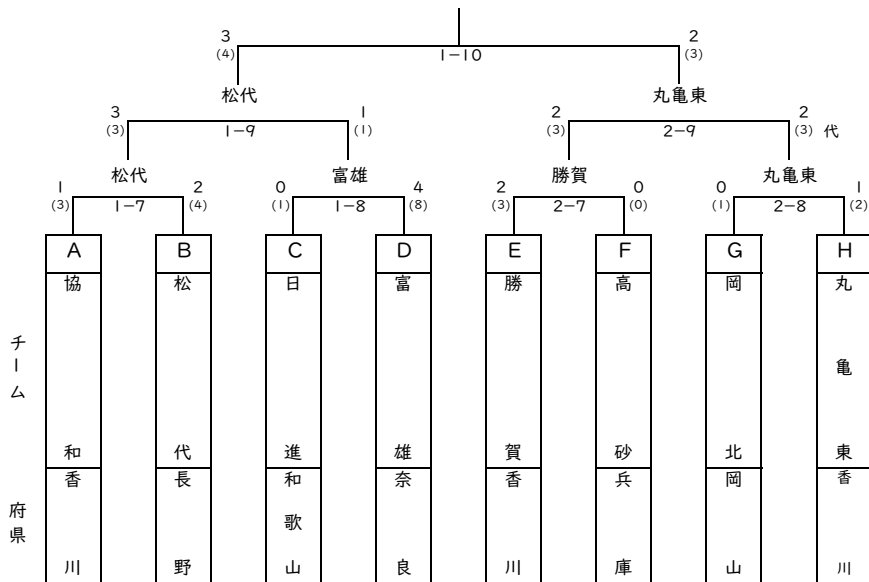 3 2
(4) 1-10 (3)
松代 丸亀東
3 1 2 2
(3) 1-9 (1) (3) 2-9 (3) 代
松代 富雄 勝賀 丸亀東
1 2 0 4 2 0 0 1
(3) 1-7 (4) (1) 1-8 (8) (3) 2-7 (0) (1) 2-8 (2)
A B C D E F G H
チーム
協和
松代
日進
富雄
勝賀
高砂
岡北
丸亀東
府県
香川
長野
和歌山
奈良
香川
兵庫
岡山
香川